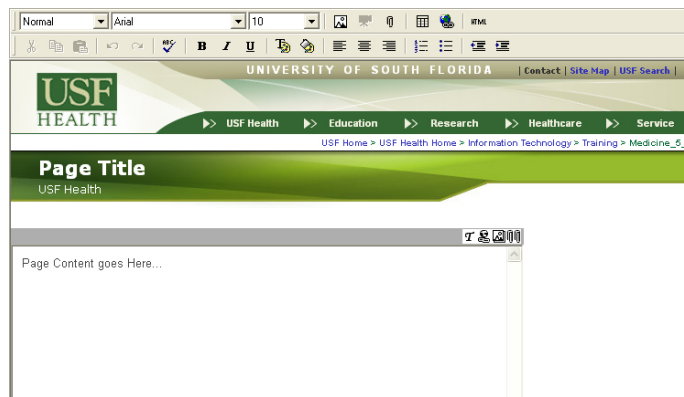 Normal Arial 10 HTML
ABC B I U T
UNIVERSITY OF SOUTH FLORIDA | Contact | Site Map | USF Search |
USF
HEALTH
USF Health Education Research Healthcare Service
USF Home > USF Health Home > Information Technology > Training > Medicine_5_
Page Title
USF Health
T
Page Content goes Here...